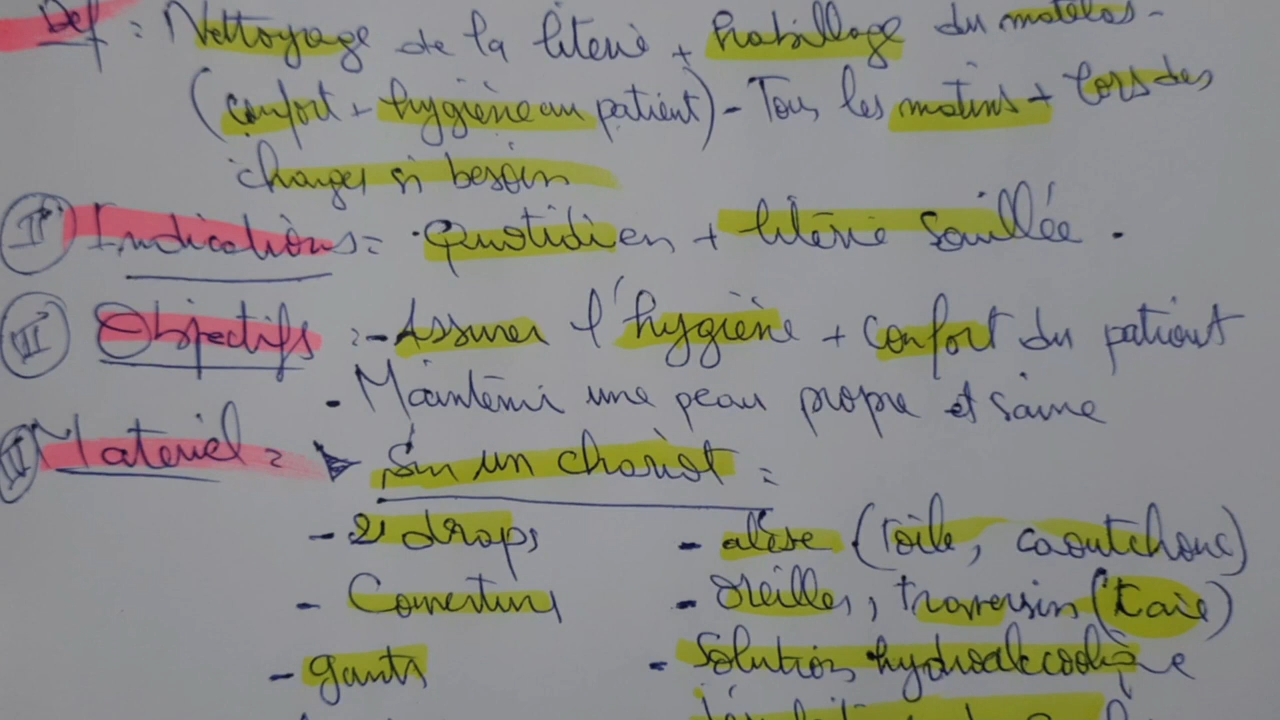 Def : Nettoyage de la literie + habillage du matelas -
(confort + hygiène au patient) - Tous les matins + lors des
changes si besoin
II Indications = . Quotidien + literie souillée .
III Objectifs : - Assurer l'hygiène + confort du patient
- Maintenir une peau propre et saine
Materiel = Sur un chariot =
- 2 draps - alèse (toile, caoutchouc)
- Couverture - Oreiller, traversin (taie)
- gants - Solution hydroalcoolique